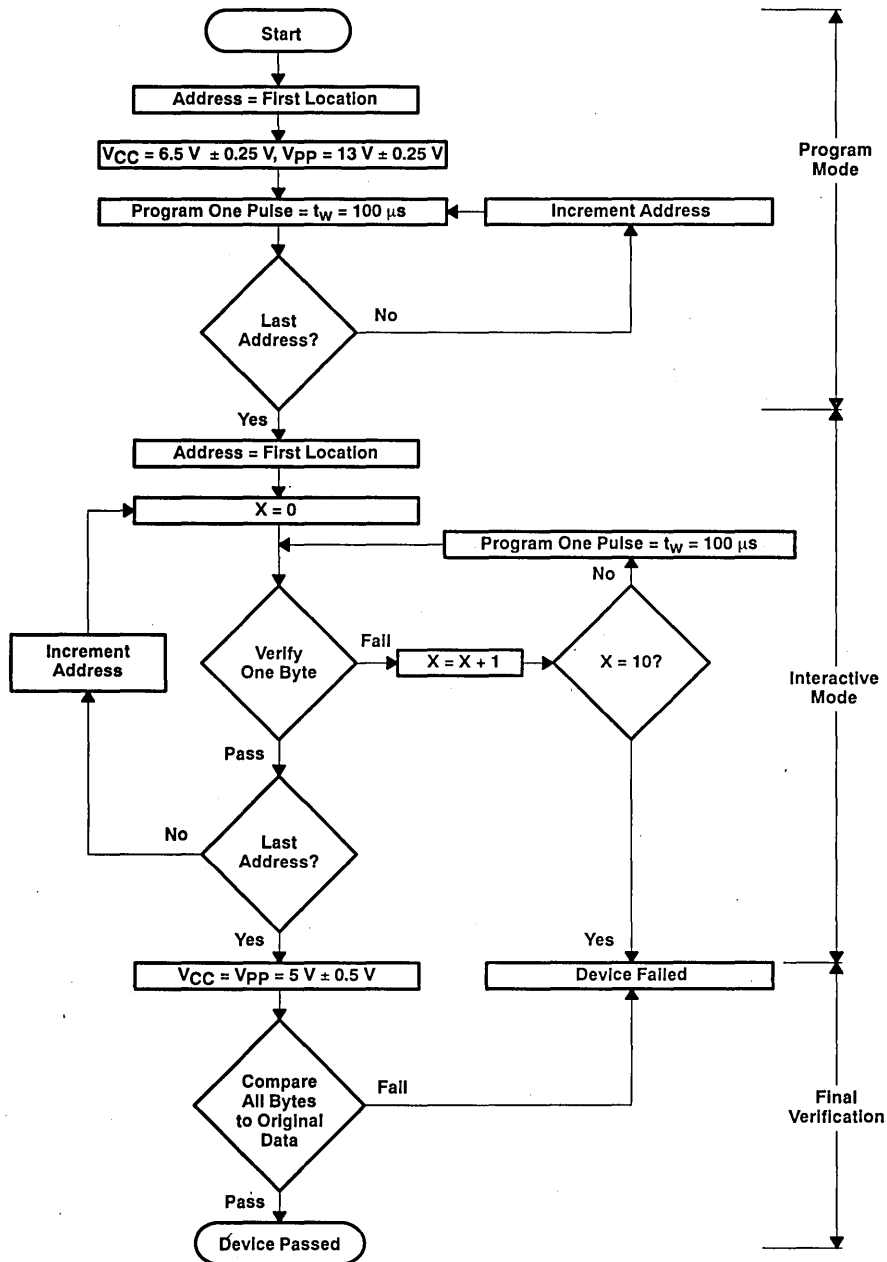 Start
Address = First Location
VCC = 6.5 V ± 0.25 V, VPP = 13 V ± 0.25 V
Program
Mode
Program One Pulse = tw = 100 µs
Increment Address
Last
Address?
No
Yes
Address = First Location
X = 0
Program One Pulse = tw = 100 µs
No
Increment
Address
Verify
One Byte
Fail
X = X + 1
X = 10?
Interactive
Mode
Pass
No
Last
Address?
Yes
Yes
VCC = VPP = 5 V ± 0.5 V
Device Failed
Compare
All Bytes
to Original
Data
Fail
Final
Verification
Pass
Device Passed